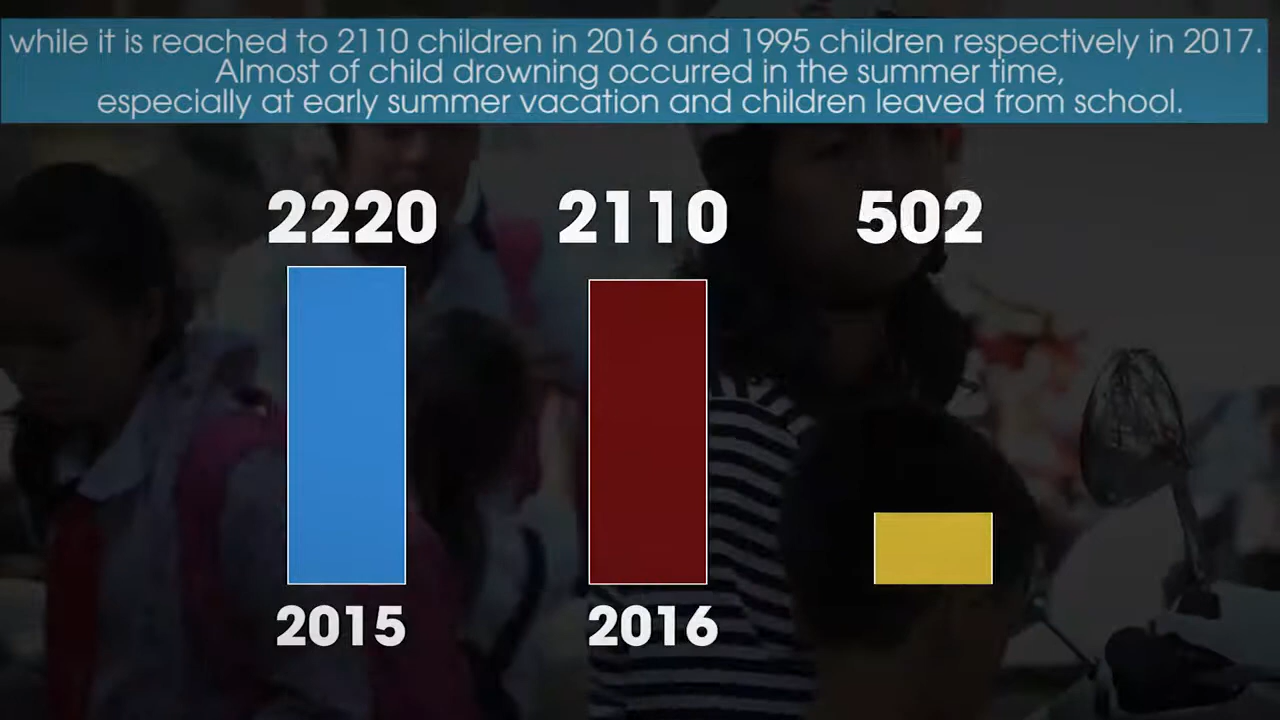 while it is reached to 2110 children in 2016 and 1995 children respectively in 2017.
Almost of child drowning occurred in the summer time,
especially at early summer vacation and children leaved from school.
2220 2110 502
2015 2016